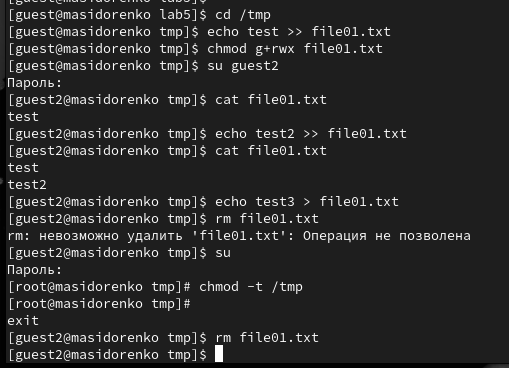 [guest@masidorenko lab5]$ cd /tmp
[guest@masidorenko tmp]$ echo test >> file01.txt
[guest@masidorenko tmp]$ chmod g+rwx file01.txt
[guest@masidorenko tmp]$ su guest2
Пароль:
[guest2@masidorenko tmp]$ cat file01.txt
test
[guest2@masidorenko tmp]$ echo test2 >> file01.txt
[guest2@masidorenko tmp]$ cat file01.txt
test
test2
[guest2@masidorenko tmp]$ echo test3 > file01.txt
[guest2@masidorenko tmp]$ rm file01.txt
rm: невозможно удалить 'file01.txt': Операция не позволена
[guest2@masidorenko tmp]$ su
Пароль:
[root@masidorenko tmp]# chmod -t /tmp
[root@masidorenko tmp]#
exit
[guest2@masidorenko tmp]$ rm file01.txt
[guest2@masidorenko tmp]$